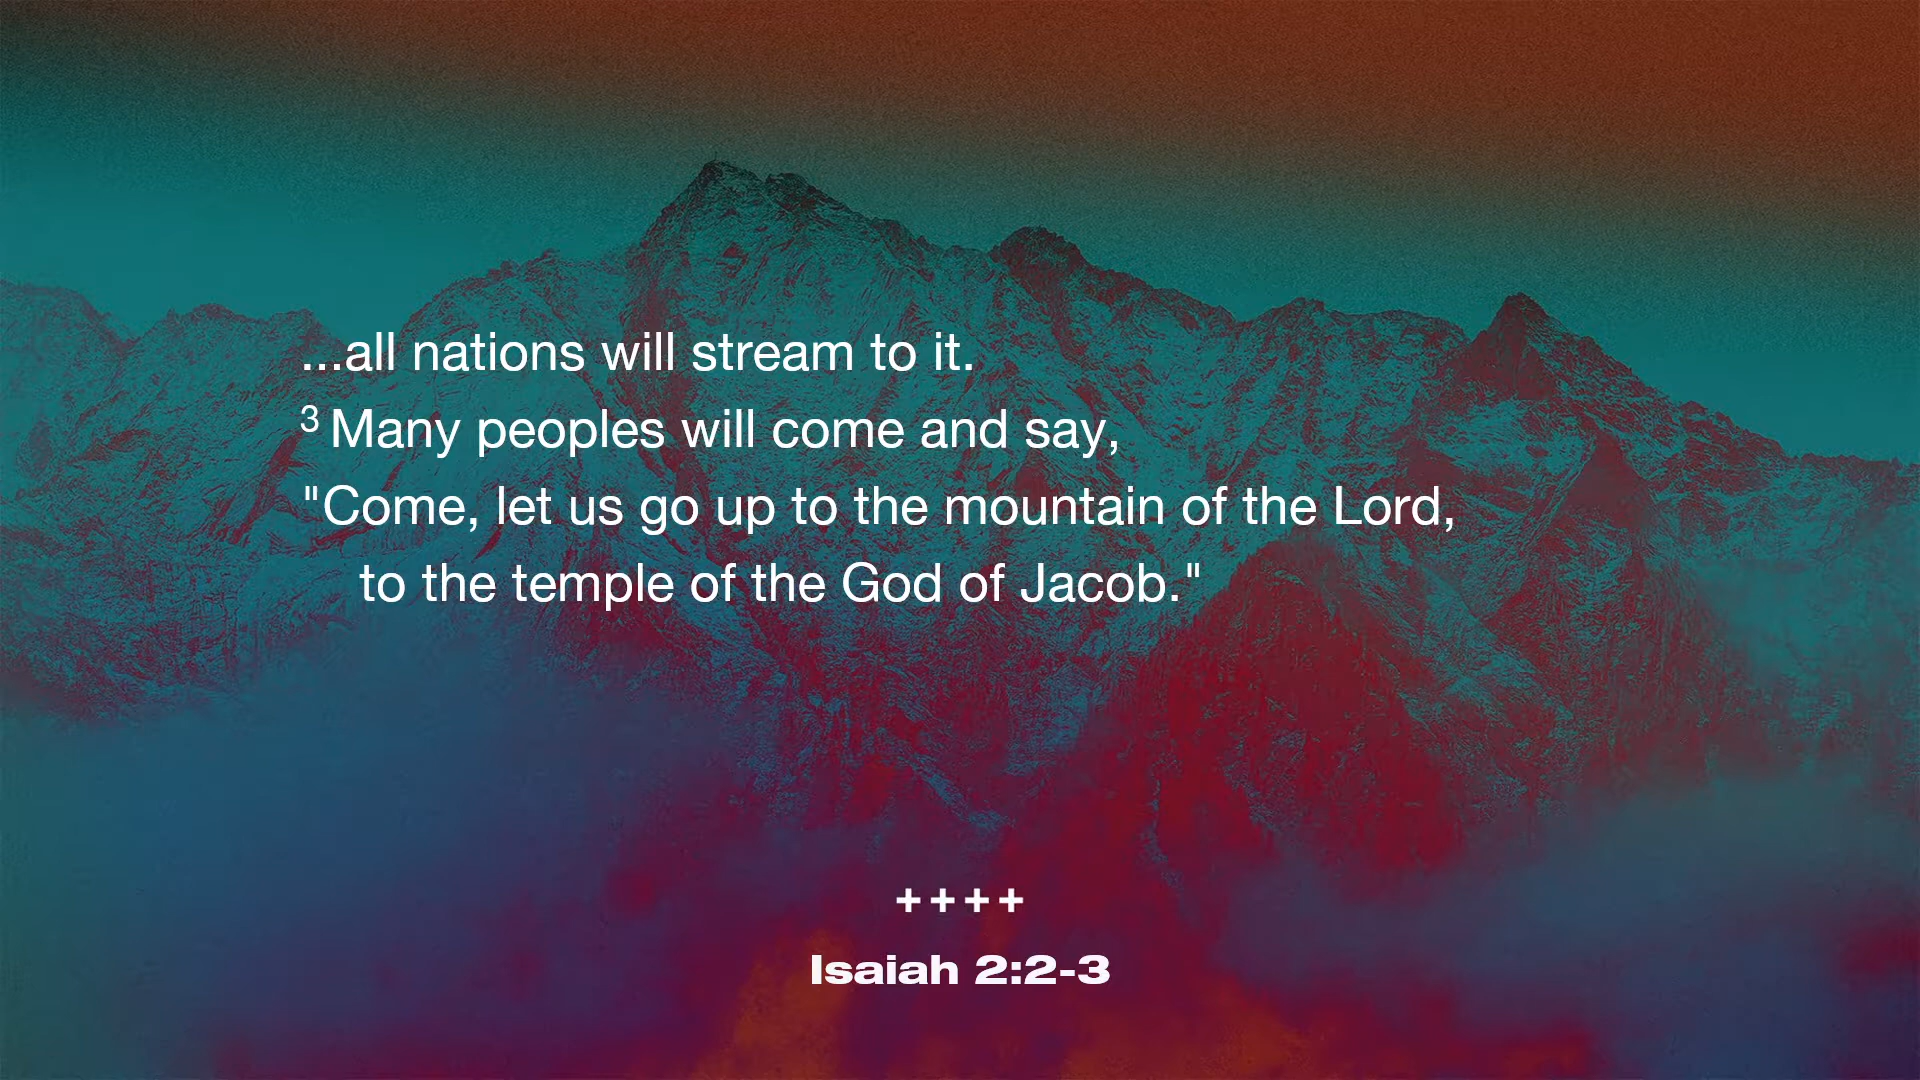 ...all nations will stream to it.
3 Many peoples will come and say,
"Come, let us go up to the mountain of the Lord,
to the temple of the God of Jacob."
++++
Isaiah 2:2-3